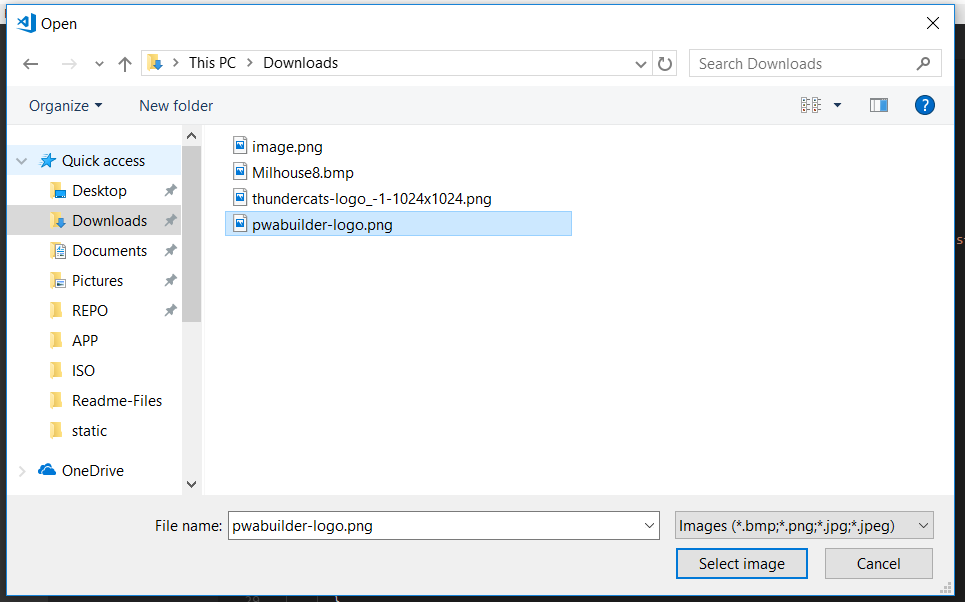 Open
This PC > Downloads
Search Downloads
Organize
New folder
?
Quick access
Desktop
Downloads
Documents
Pictures
REPO
APP
ISO
Readme-Files
static
OneDrive
image.png
Milhouse8.bmp
thundercats-logo_-1-1024x1024.png
pwabuilder-logo.png
File name: pwabuilder-logo.png
Images (*.bmp;*.png;*.jpg;*.jpeg)
Select image
Cancel